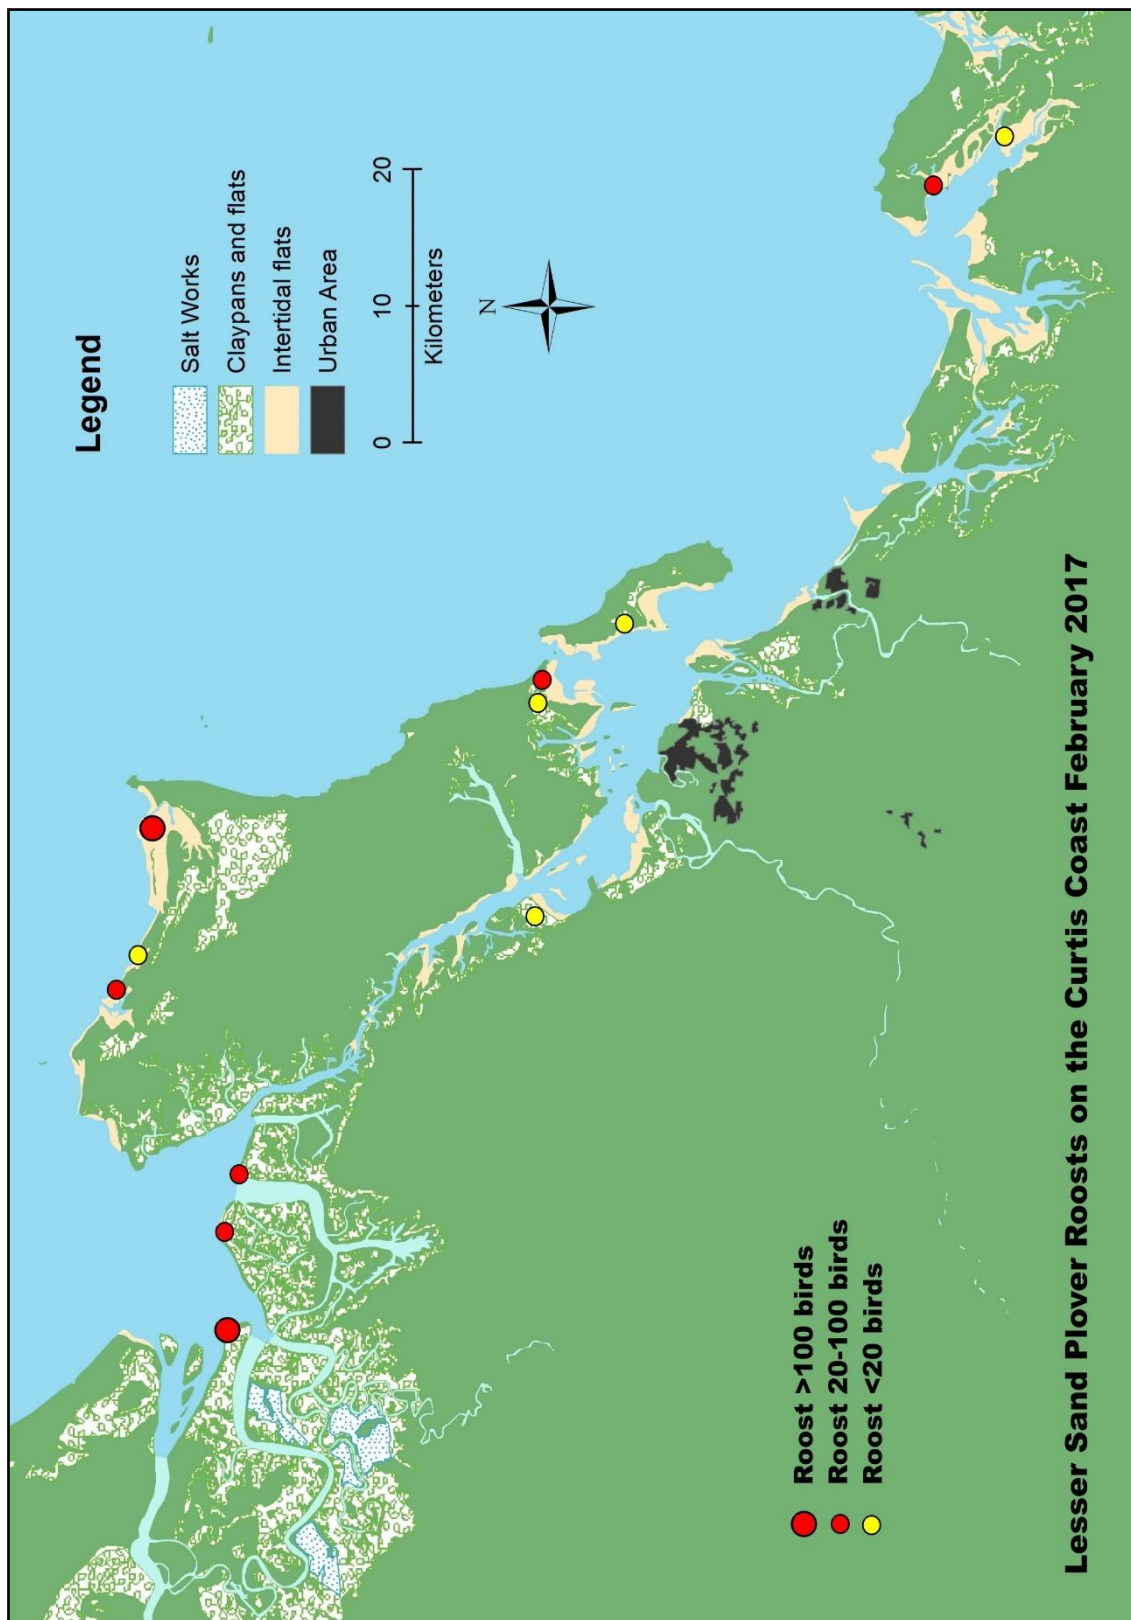 Legend
Salt Works
Claypans and flats
Intertidal flats
Urban Area
0 10 20
Kilometers
N
Roost >100 birds
Roost 20-100 birds
Roost <20 birds
Lesser Sand Plover Roosts on the Curtis Coast February 2017